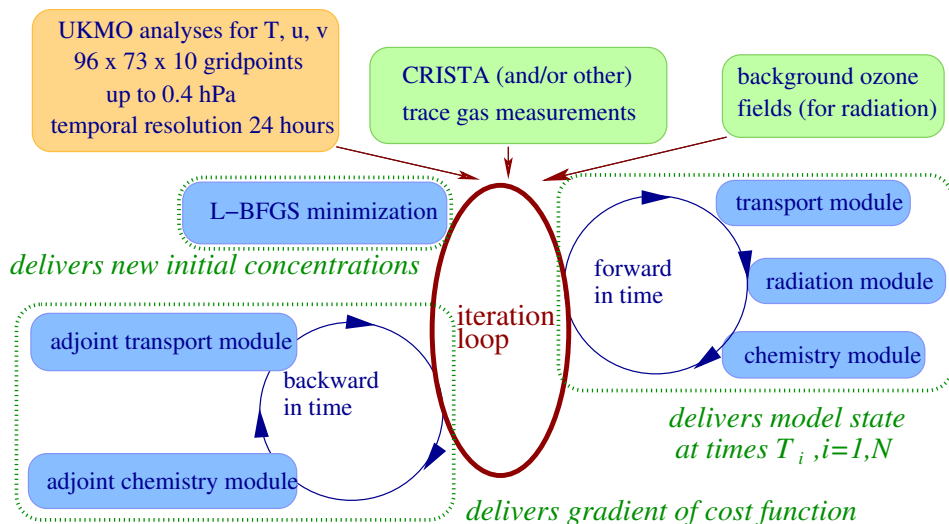 UKMO analyses for T, u, v
96 x 73 x 10 gridpoints
up to 0.4 hPa
temporal resolution 24 hours
CRISTA (and/or other)
trace gas measurements
background ozone
fields (for radiation)
L−BFGS minimization
delivers new initial concentrations
iteration
loop
forward
in time
transport module
radiation module
chemistry module
delivers model state
at times T i ,i=1,N
adjoint transport module
backward
in time
adjoint chemistry module
delivers gradient of cost function